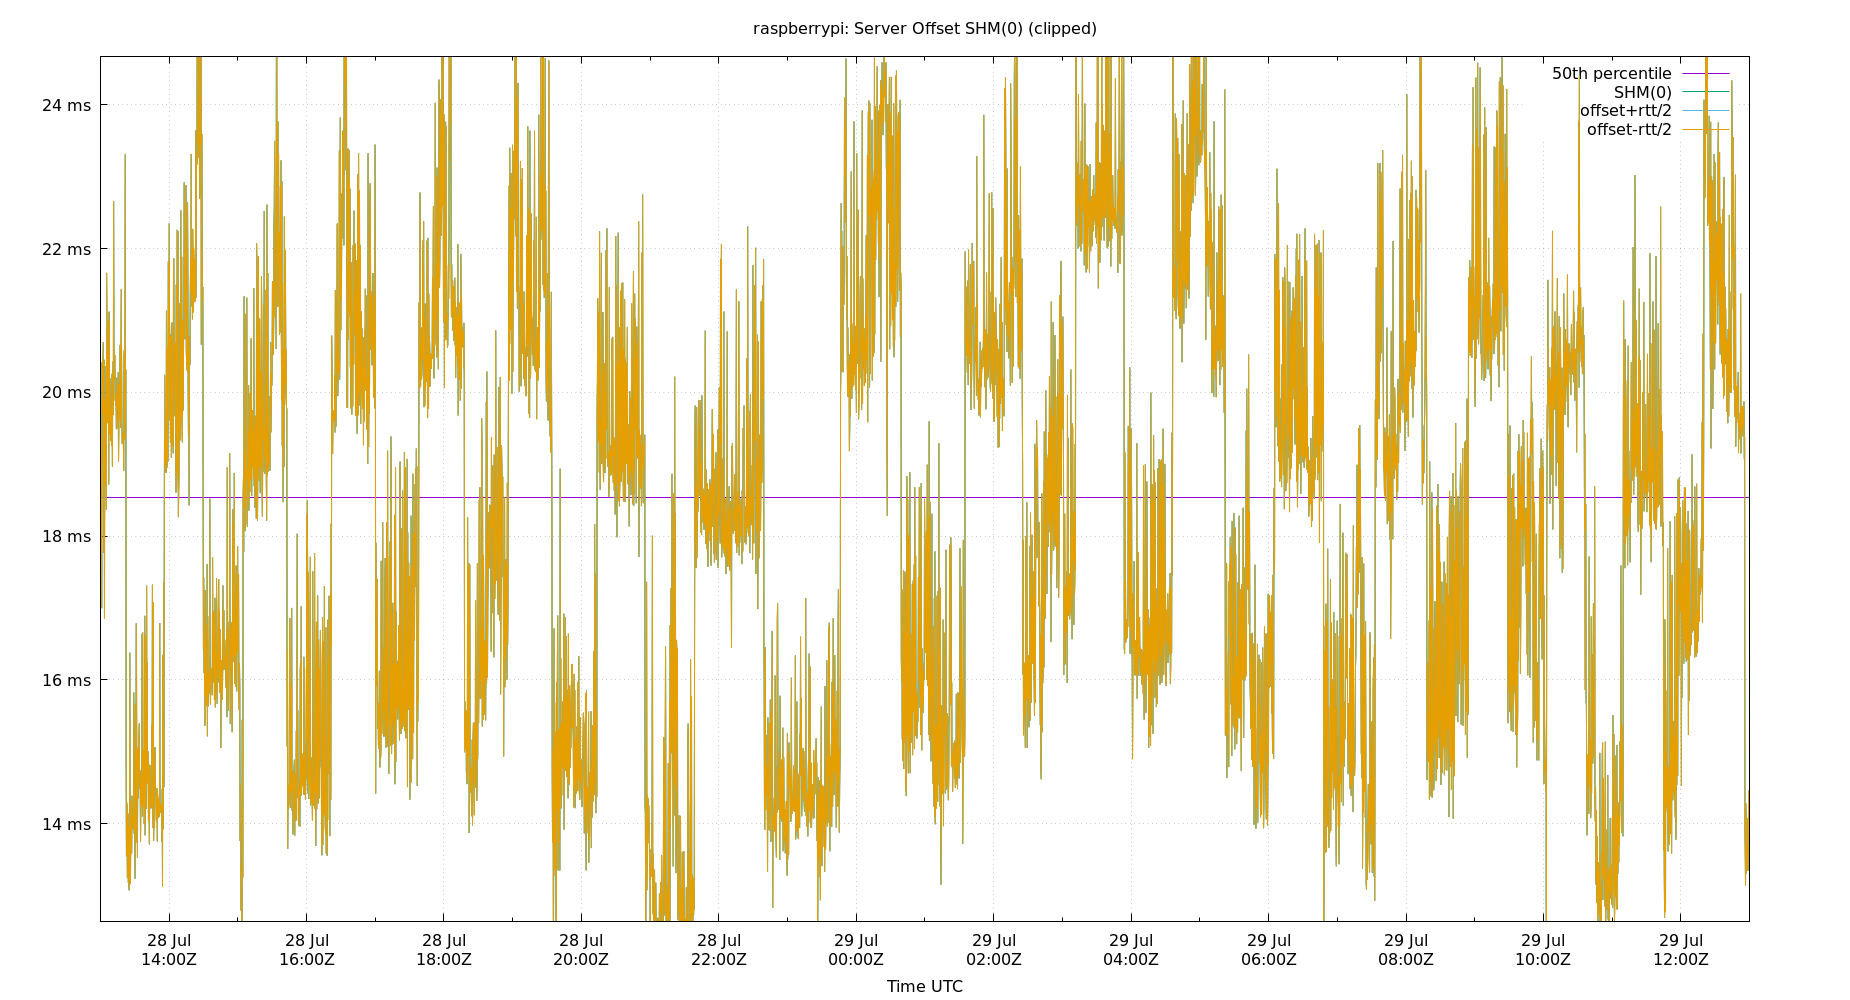 raspberrypi: Server Offset SHM(0) (clipped)
50th percentile
SHM(0)
offset+rtt/2
offset-rtt/2
24 ms
22 ms
20 ms
18 ms
16 ms
14 ms
28 Jul 28 Jul 28 Jul 28 Jul 28 Jul 29 Jul 29 Jul 29 Jul 29 Jul 29 Jul 29 Jul 29 Jul
14:00Z 16:00Z 18:00Z 20:00Z 22:00Z 00:00Z 02:00Z 04:00Z 06:00Z 08:00Z 10:00Z 12:00Z
Time UTC